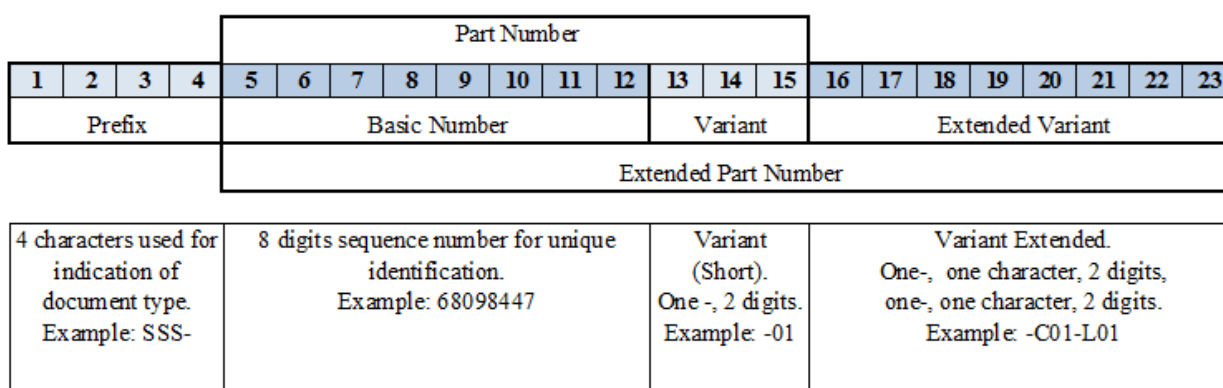 Part Number
1 2 3 4 5 6 7 8 9 10 11 12 13 14 15 16 17 18 19 20 21 22 23
Prefix Basic Number Variant Extended Variant
Extended Part Number
4 characters used for indication of document type.
Example: SSS-
8 digits sequence number for unique identification.
Example: 68098447
Variant
(Short).
One -, 2 digits.
Example: -01
Variant Extended.
One-, one character, 2 digits,
one-, one character, 2 digits.
Example: -C01-L01